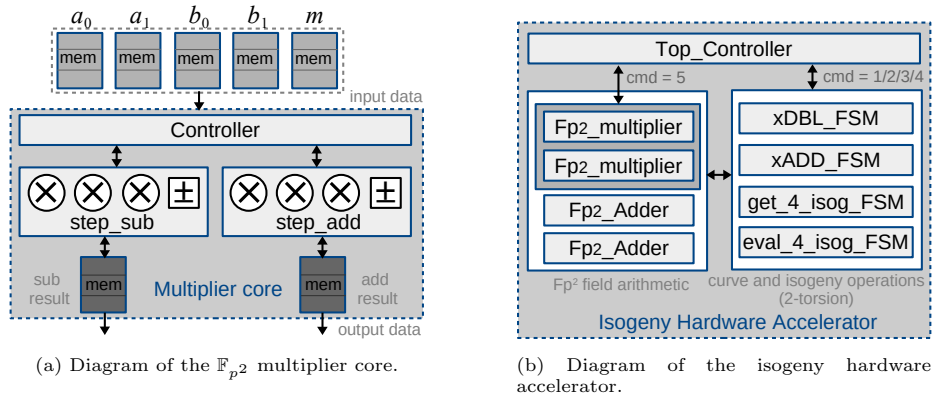 a₀ a₁ b₀ b₁ m
mem mem mem mem mem
input data
Controller
step_sub
step_add
sub
result
mem
Multiplier core
mem
add
result
output data
(a) Diagram of the 𝔽p² multiplier core.
Top_Controller
cmd = 5
cmd = 1/2/3/4
Fp2_multiplier
Fp2_multiplier
Fp2_Adder
Fp2_Adder
Fp² field arithmetic
xDBL_FSM
xADD_FSM
get_4_isog_FSM
eval_4_isog_FSM
curve and isogeny operations
(2-torsion)
Isogeny Hardware Accelerator
(b) Diagram of the isogeny hardware
accelerator.